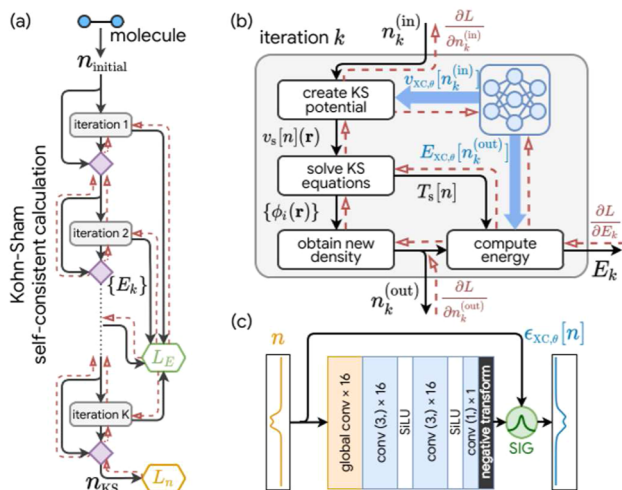 (a)
molecule
n_initial
iteration 1
iteration 2
{E_k}
L_E
iteration K
n_KS
L_n
Kohn-Sham
self-consistent calculation
(b)
iteration k
n_k^(in)
∂L
∂n_k^(in)
v_XC,θ[n_k^(in)]
create KS
potential
v_s[n](r)
E_XC,θ[n_k^(out)]
solve KS
equations
T_s[n]
{ϕ_i(r)}
obtain new
density
compute
energy
∂L
∂E_k
E_k
n_k^(out)
∂L
∂n_k^(out)
(c)
n
ϵ_XC,θ[n]
global conv × 16
conv (3,) × 16
SiLU
conv (3,) × 16
SiLU
conv (1,) × 1
negative transform
SIG